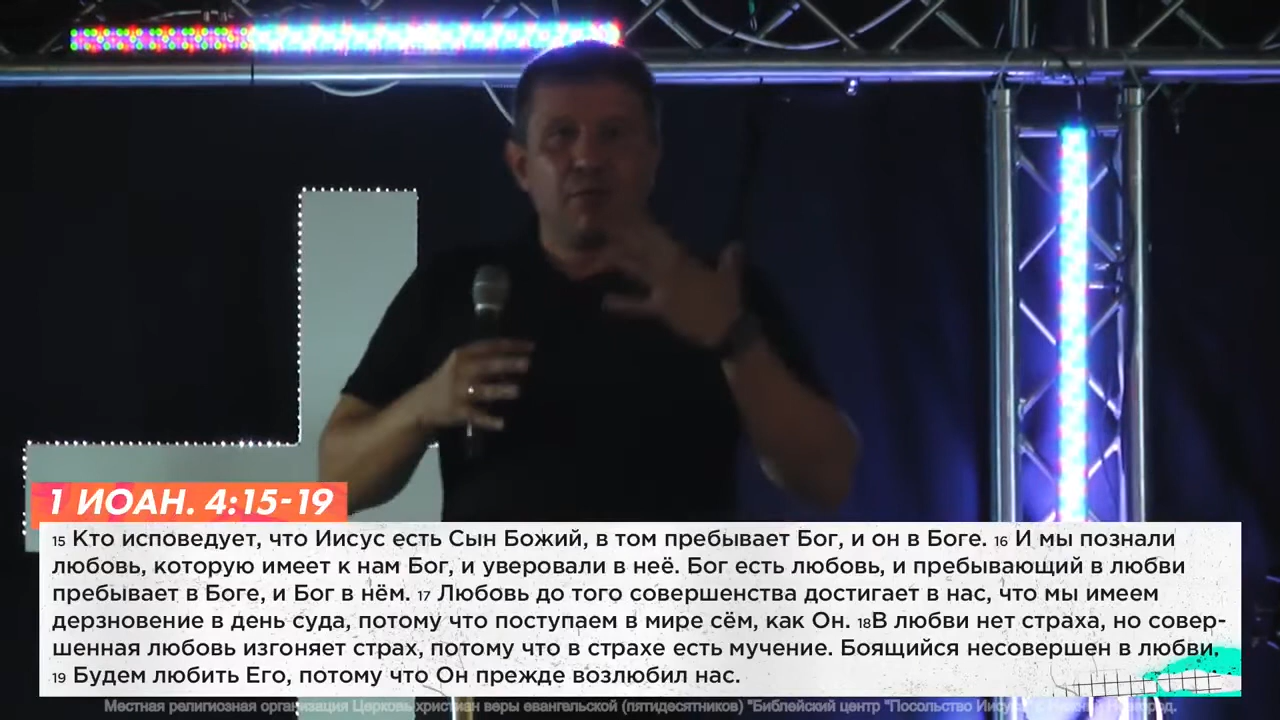 1 ИОАН. 4:15-19
15 Кто исповедует, что Иисус есть Сын Божий, в том пребывает Бог, и он в Боге. 16 И мы познали
любовь, которую имеет к нам Бог, и уверовали в неё. Бог есть любовь, и пребывающий в любви
пребывает в Боге, и Бог в нём. 17 Любовь до того совершенства достигает в нас, что мы имеем
дерзновение в день суда, потому что поступаем в мире сём, как Он. 18В любви нет страха, но совер-
шенная любовь изгоняет страх, потому что в страхе есть мучение. Боящийся несовершен в любви,
19 Будем любить Его, потому что Он прежде возлюбил нас.
Местная религиозная организация Церковь христиан веры евангельской (пятидесятников) "Библейский центр "Посольство Иисуса" г. Нижний Новгород.